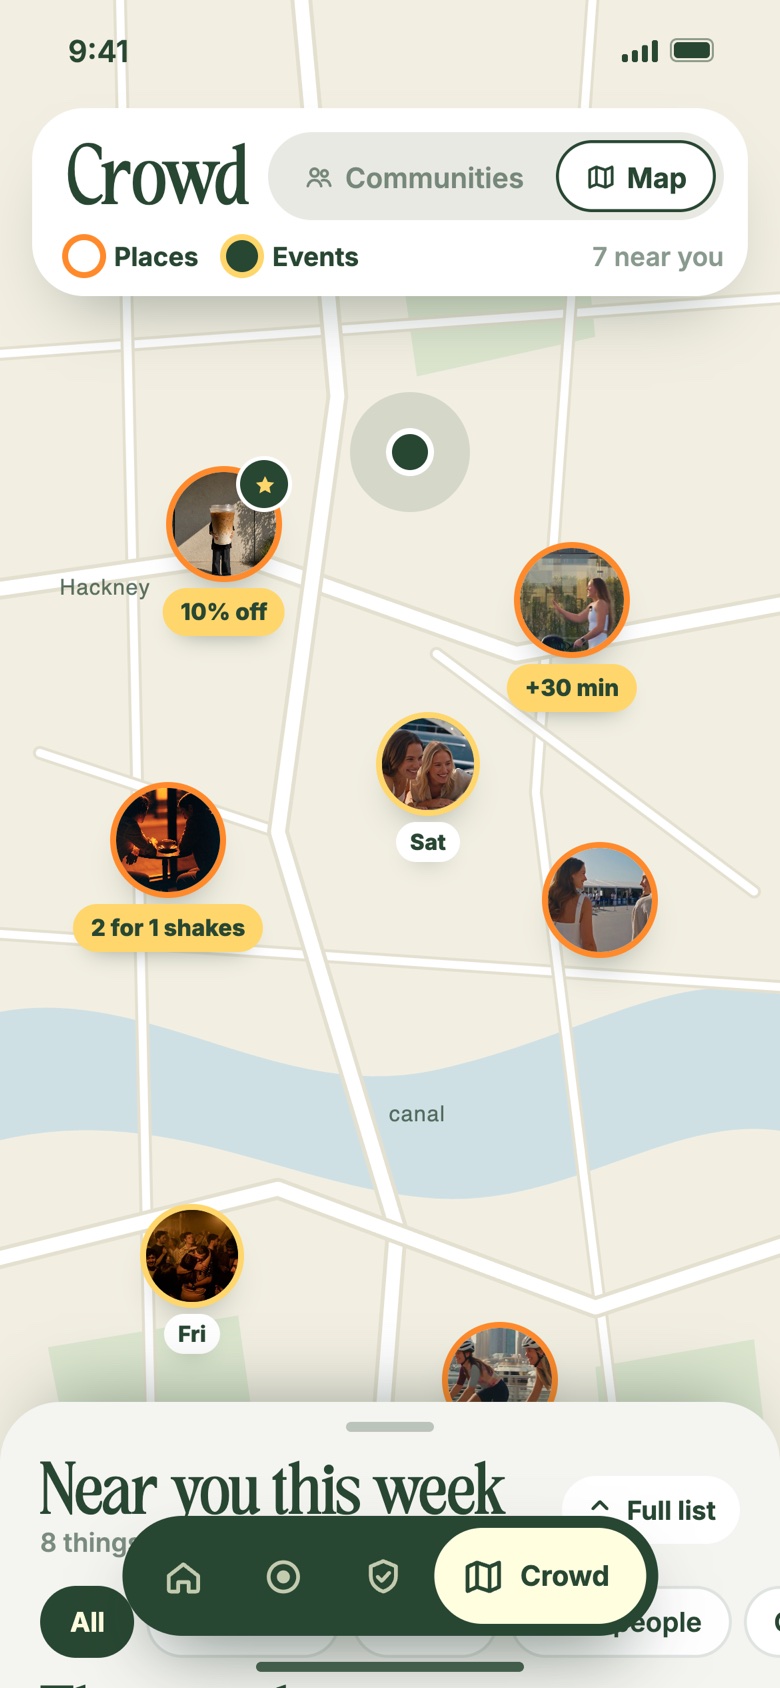 9:41
Crowd
Communities
Map
Places
Events
7 near you
Hackney
10% off
+30 min
Sat
2 for 1 shakes
canal
Fri
Near you this week
Full list
8 things
Crowd
All
people